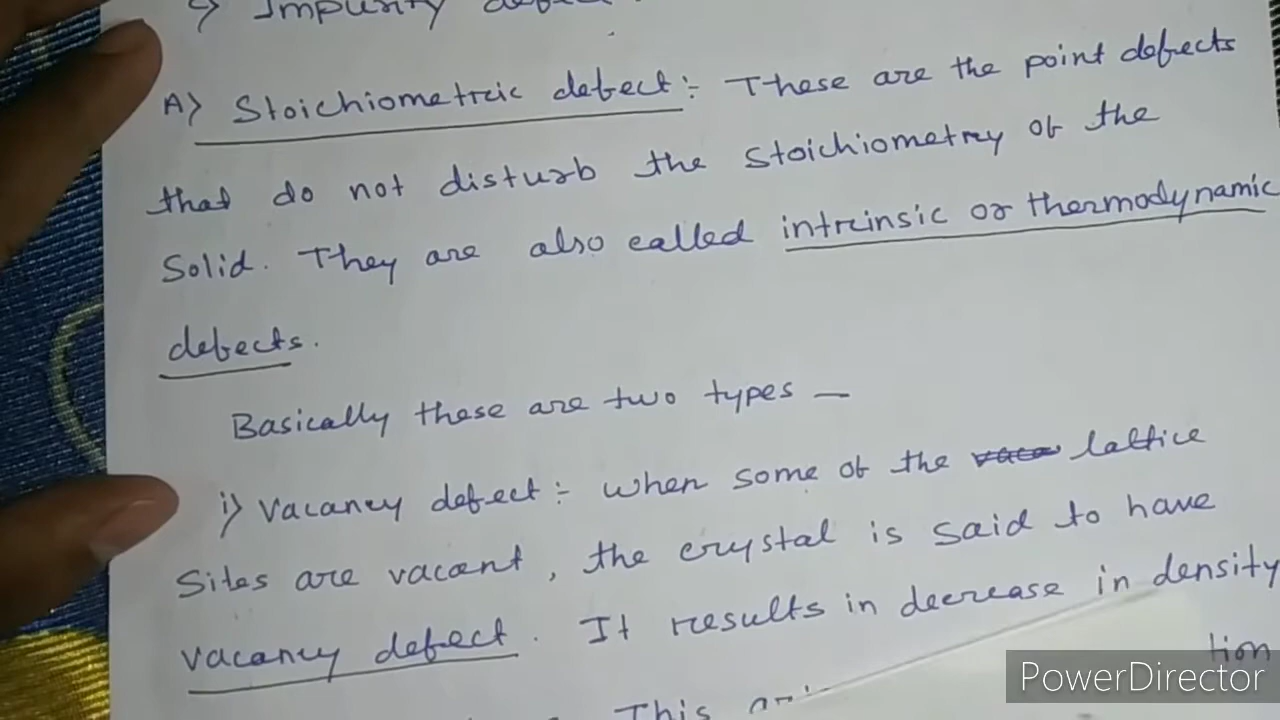 Impurity
A) Stoichiometric defect :- These are the point defects
that do not disturb the stoichiometry of the
Solid. They are also called intrinsic or thermodynamic
defects.
Basically these are two types —
i) Vacancy defect :- When some of the lattice
Sites are vacant, the crystal is said to have
vacancy defect. It results in decrease in density
tion
This
PowerDirector